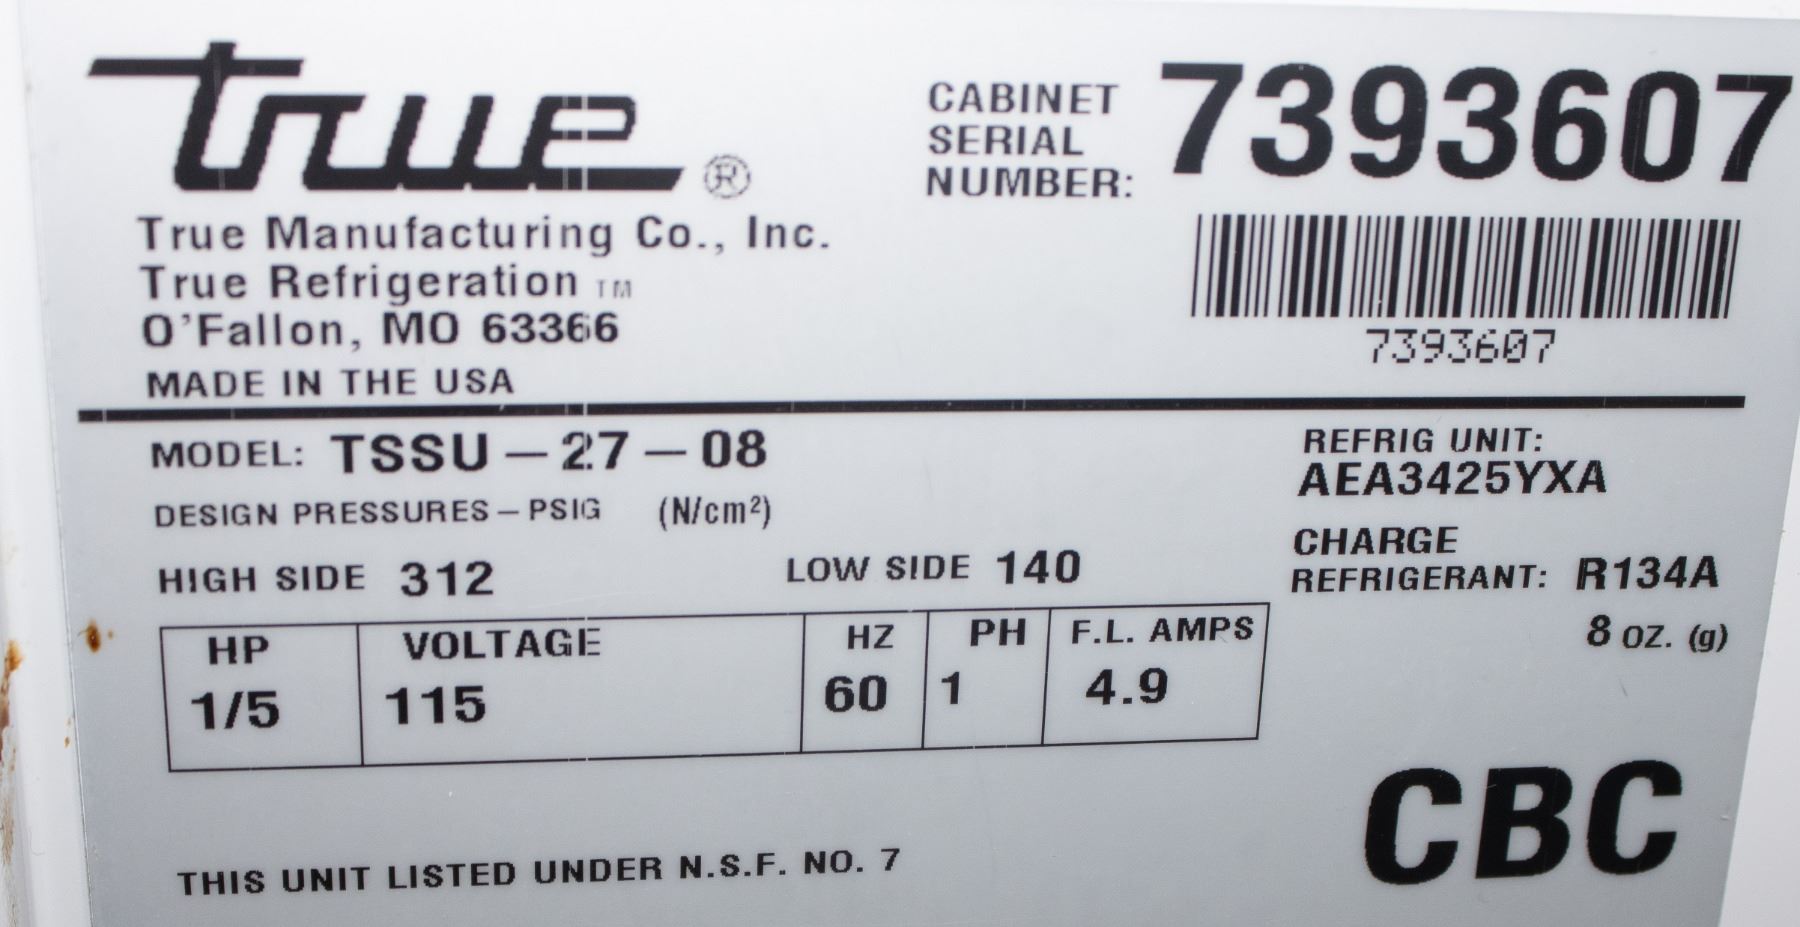 true ®
True Manufacturing Co., Inc.
True Refrigeration TM
O'Fallon, MO 63366
MADE IN THE USA
CABINET
SERIAL
NUMBER: 7393607
7393607
MODEL: TSSU – 27 – 08
DESIGN PRESSURES – PSIG (N/cm²)
HIGH SIDE 312 LOW SIDE 140
REFRIG UNIT:
AEA3425YXA
CHARGE
REFRIGERANT: R134A
8 OZ. (g)
HP VOLTAGE HZ PH F.L. AMPS
1/5 115 60 1 4.9
CBC
THIS UNIT LISTED UNDER N.S.F. NO. 7